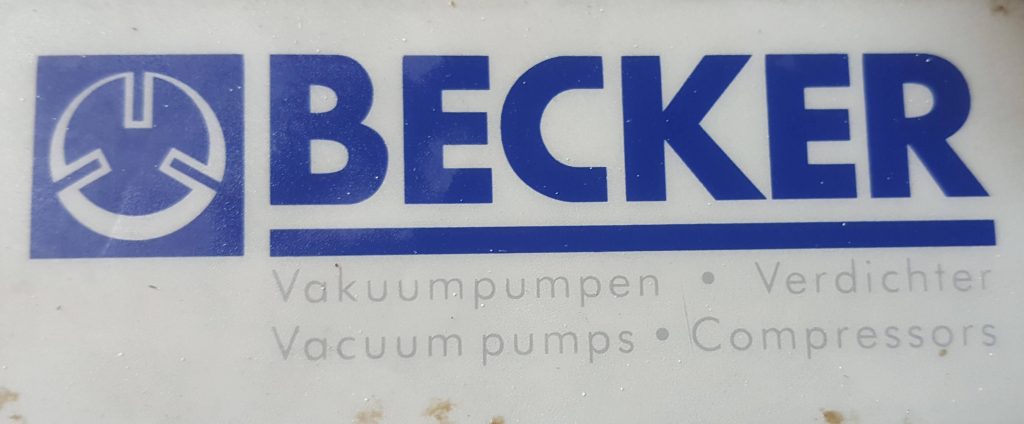 BECKER
Vakuumpumpen • Verdichter
Vacuum pumps • Compressors